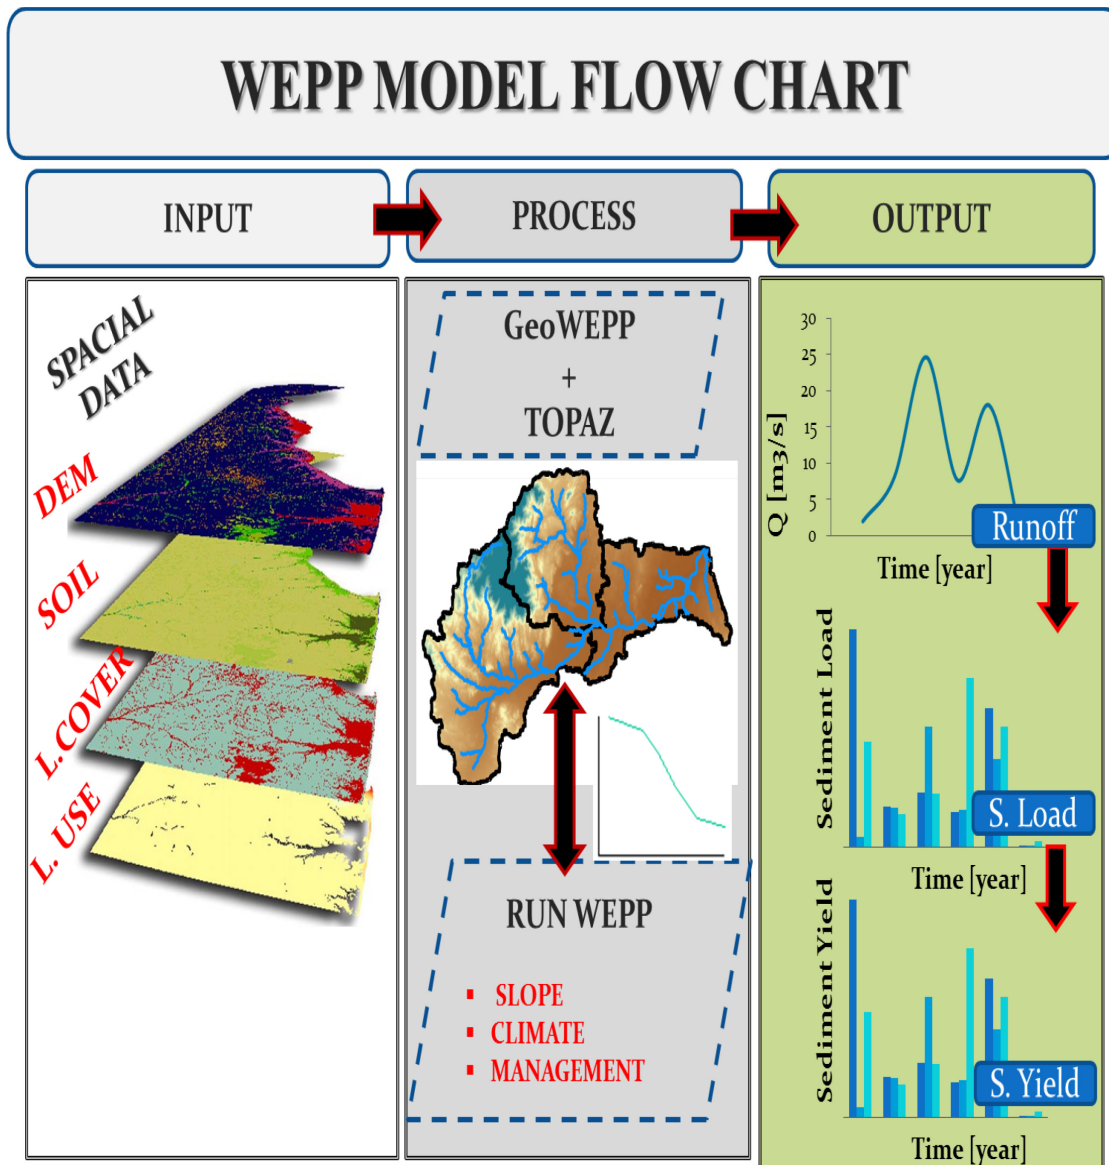 WEPP MODEL FLOW CHART
INPUT
PROCESS
OUTPUT
SPACIAL
DATA
DEM
SOIL
L.COVER
L. USE
GeoWEPP
+
TOPAZ
RUN WEPP
▪ SLOPE
▪ CLIMATE
▪ MANAGEMENT
30
25
20
15
10
5
0
Q [m3/s]
Runoff
Time [year]
Sediment Load
S. Load
Time [year]
Sediment Yield
S. Yield
Time [year]